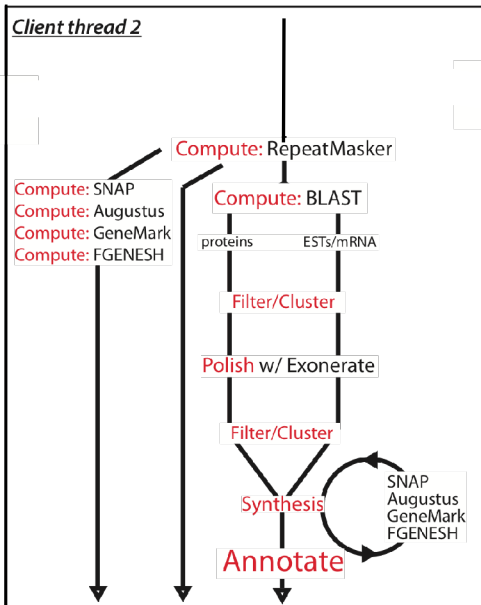 Client thread 2
Compute: RepeatMasker
Compute: SNAP
Compute: Augustus
Compute: GeneMark
Compute: FGENESH
Compute: BLAST
proteins ESTs/mRNA
Filter/Cluster
Polish w/ Exonerate
Filter/Cluster
Synthesis
SNAP
Augustus
GeneMark
FGENESH
Annotate